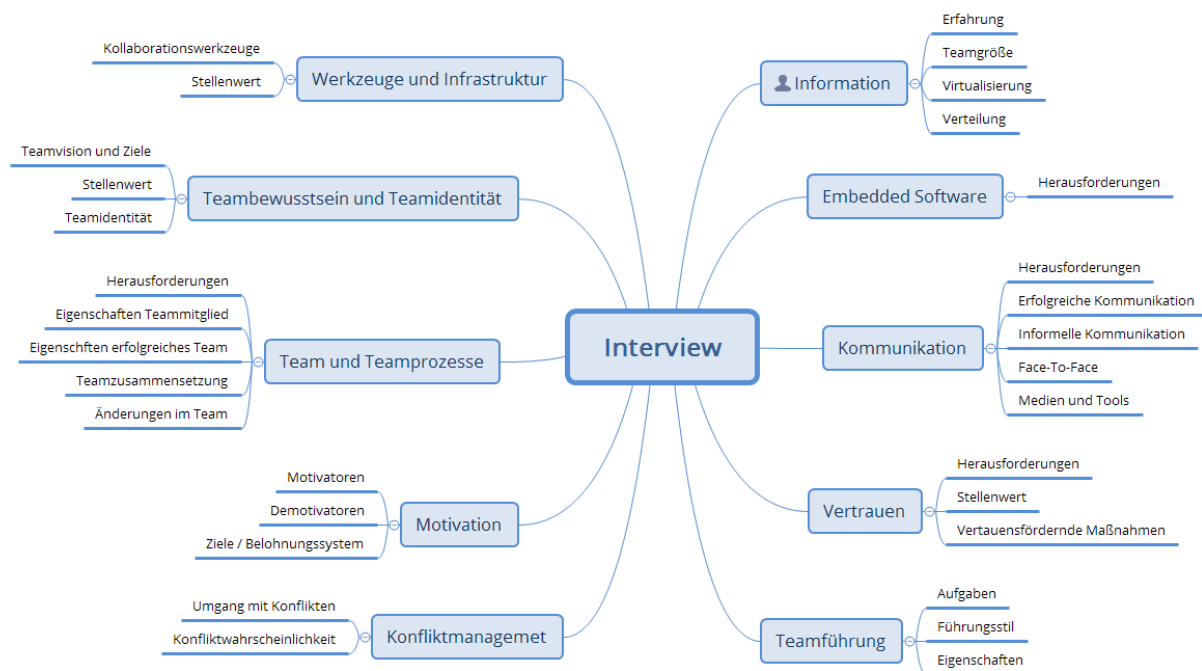 Interview
Information
Erfahrung
Teamgröße
Virtualisierung
Verteilung
Embedded Software
Herausforderungen
Kommunikation
Herausforderungen
Erfolgreiche Kommunikation
Informelle Kommunikation
Face-To-Face
Medien und Tools
Vertrauen
Herausforderungen
Stellenwert
Vertauensfördernde Maßnahmen
Teamführung
Aufgaben
Führungsstil
Eigenschaften
Werkzeuge und Infrastruktur
Kollaborationswerkzeuge
Stellenwert
Teambewusstsein und Teamidentität
Teamvision und Ziele
Stellenwert
Teamidentität
Team und Teamprozesse
Herausforderungen
Eigenschaften Teammitglied
Eigenschften erfolgreiches Team
Teamzusammensetzung
Änderungen im Team
Motivation
Motivatoren
Demotivatoren
Ziele / Belohnungssystem
Konfliktmanagemet
Umgang mit Konflikten
Konfliktwahrscheinlichkeit